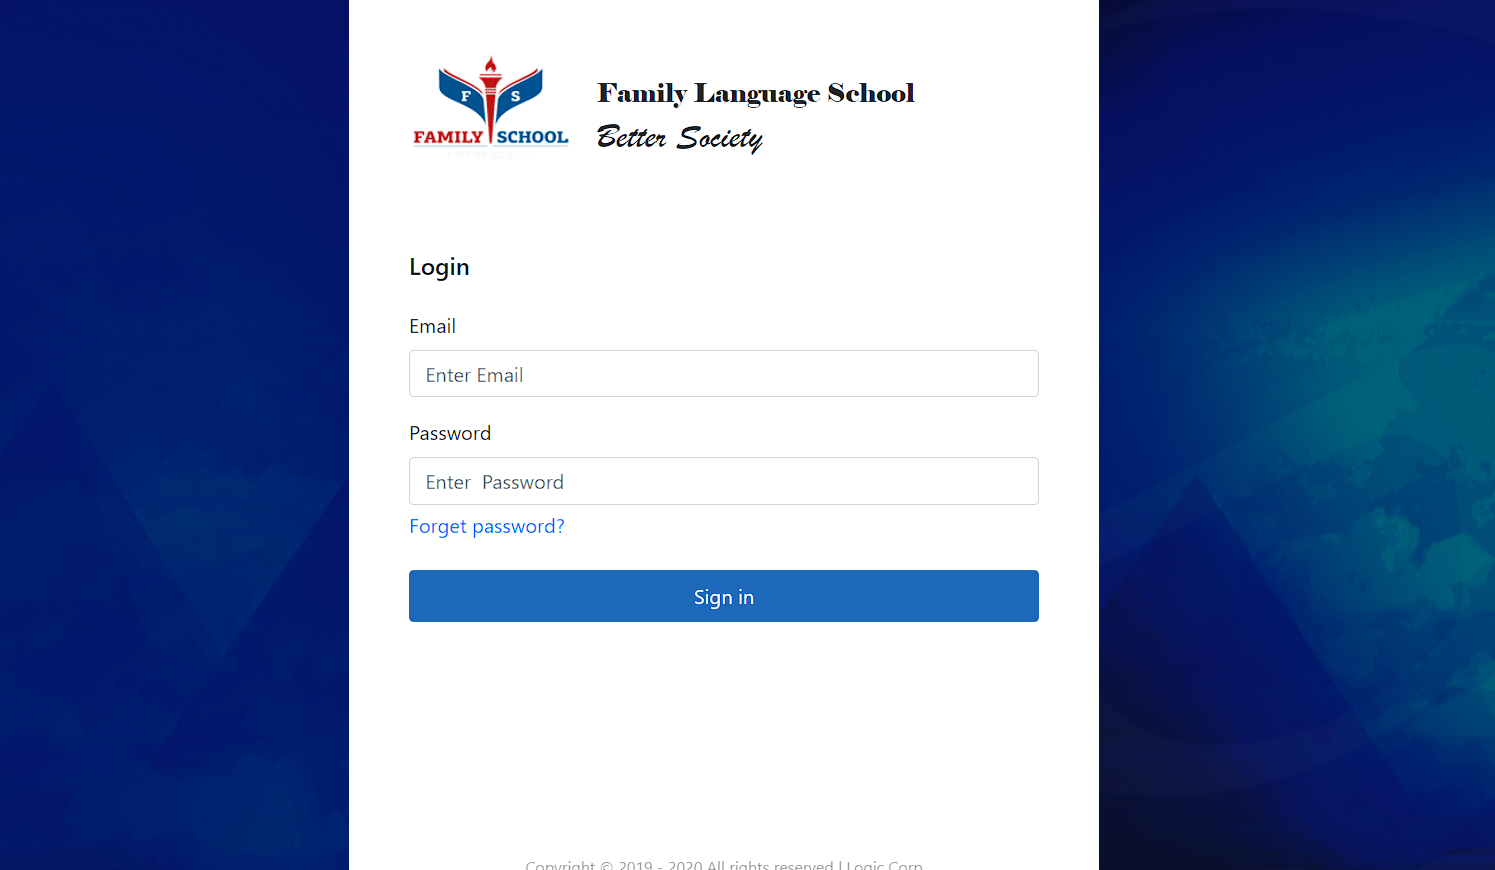 F S
FAMILY SCHOOL
Family Language School
Better Society
Login
Email
Enter Email
Password
Enter  Password
Forget password?
Sign in
Copyright © 2019 - 2020 All rights reserved | Logic Corp